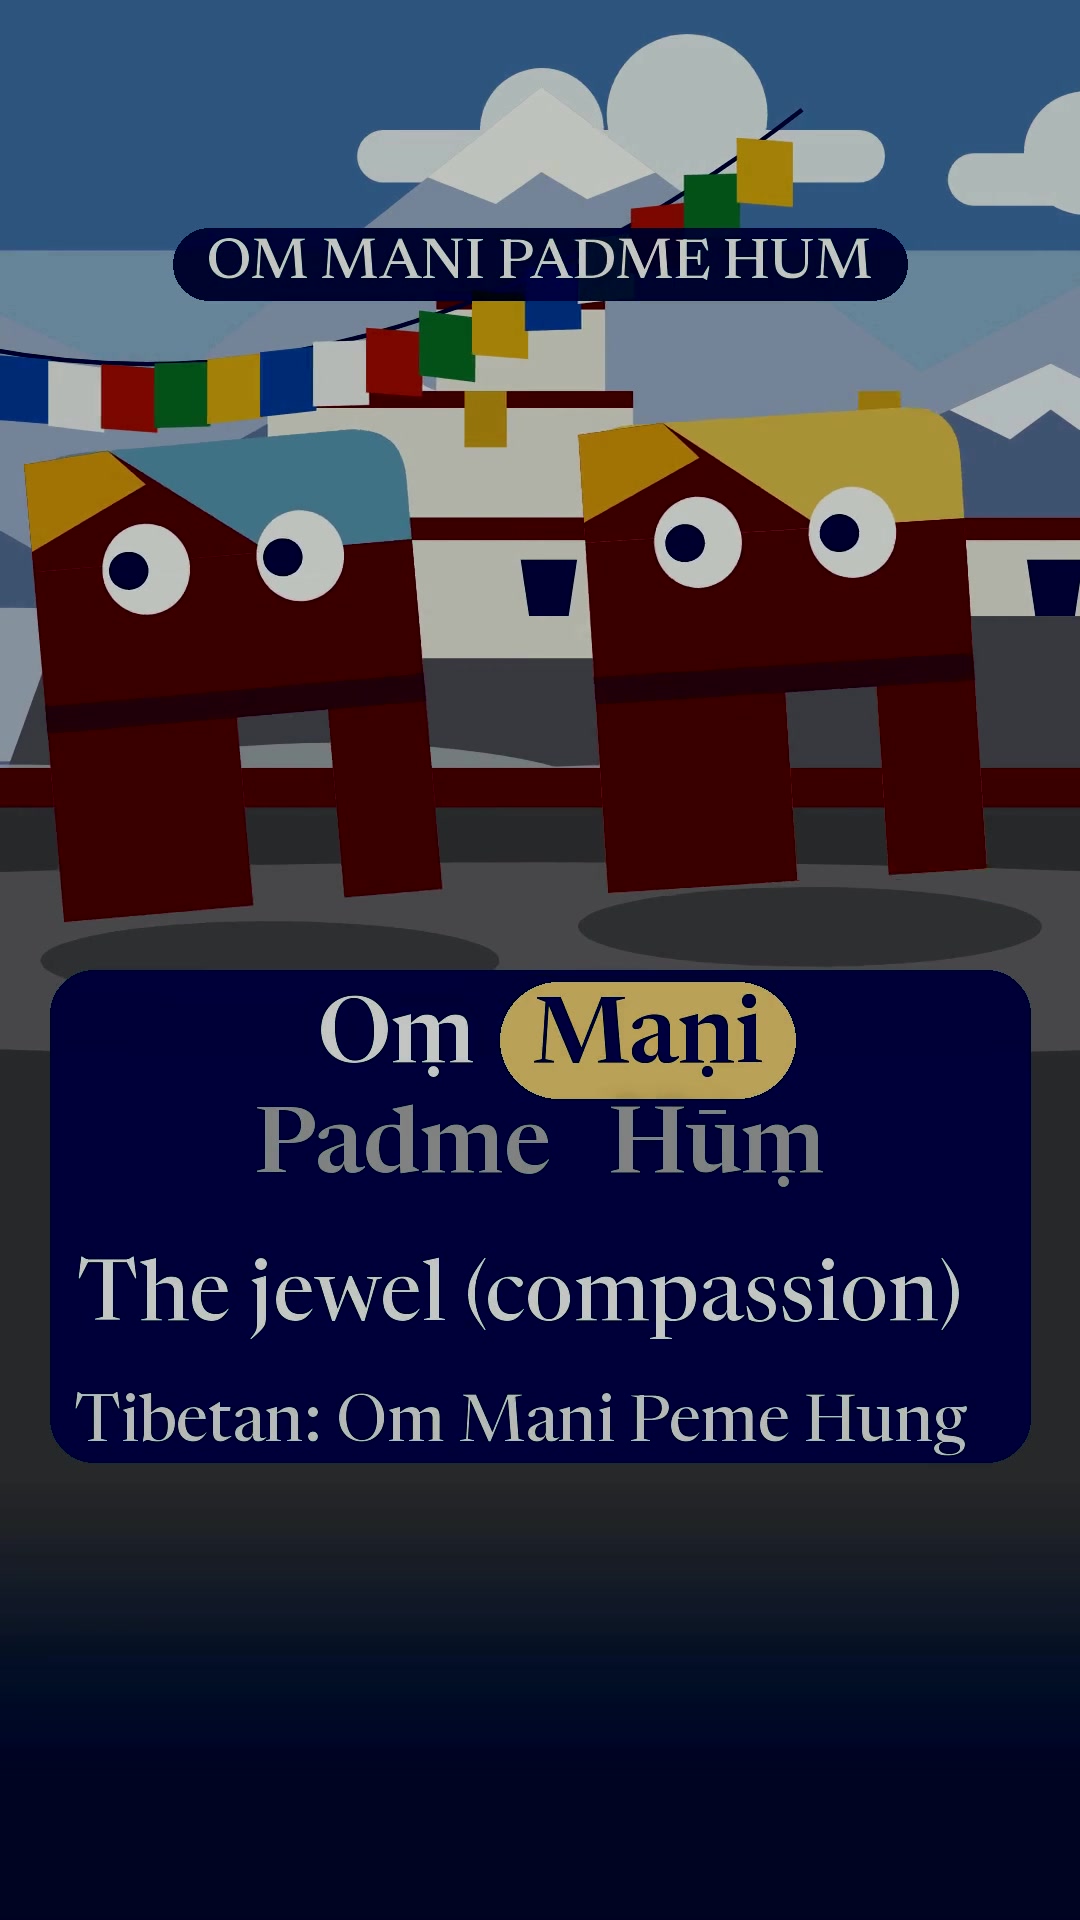 OM MANI PADME HUM
Oṃ Maṇi
Padme Hūṃ
The jewel (compassion)
Tibetan: Om Mani Peme Hung